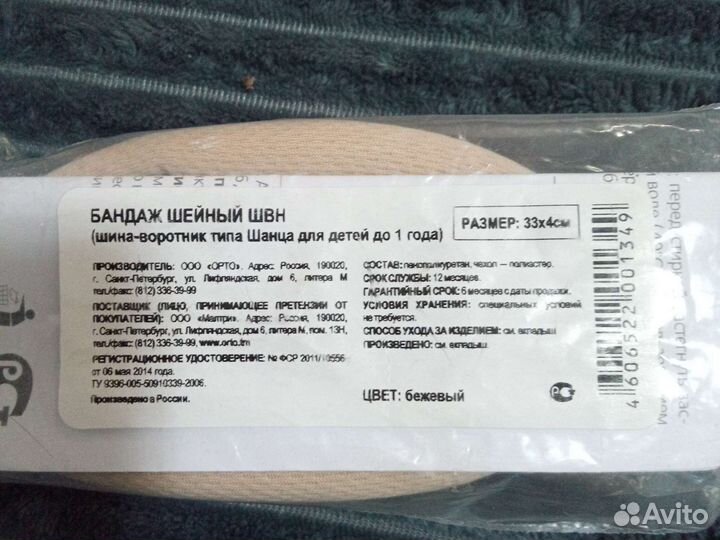 БАНДАЖ ШЕЙНЫЙ ШВН
(шина-воротник типа Шанца для детей до 1 года)
РАЗМЕР: 33x4см
ПРОИЗВОДИТЕЛЬ: ООО «ОРТО». Адрес: Россия, 190020,
г. Санкт-Петербург, ул. Лифляндская, дом 6, литера М
тел./факс: (812) 336-39-99
ПОСТАВЩИК (ЛИЦО, ПРИНИМАЮЩЕЕ ПРЕТЕНЗИИ ОТ
ПОКУПАТЕЛЕЙ): ООО «Малтри». Адрес: Россия, 190020,
г. Санкт-Петербург, ул. Лифляндская, дом 6, литера М, пом. 13Н,
тел./факс: (812) 336-39-99, www.orto.tm
РЕГИСТРАЦИОННОЕ УДОСТОВЕРЕНИЕ: № ФСР 2011/10556
от 06 мая 2014 года.
ТУ 9396-005-50910339-2006.
Произведено в России.
СОСТАВ: пенополиуретан, чехол — полиэстер.
СРОК СЛУЖБЫ: 12 месяцев.
ГАРАНТИЙНЫЙ СРОК: 6 месяцев с даты продажи.
УСЛОВИЯ ХРАНЕНИЯ: специальных условий
не требуется.
СПОСОБ УХОДА ЗА ИЗДЕЛИЕМ: см. вкладыш
ПРОИЗВЕДЕНО: см. вкладыш
ЦВЕТ: бежевый
4 606522 001349
Avito